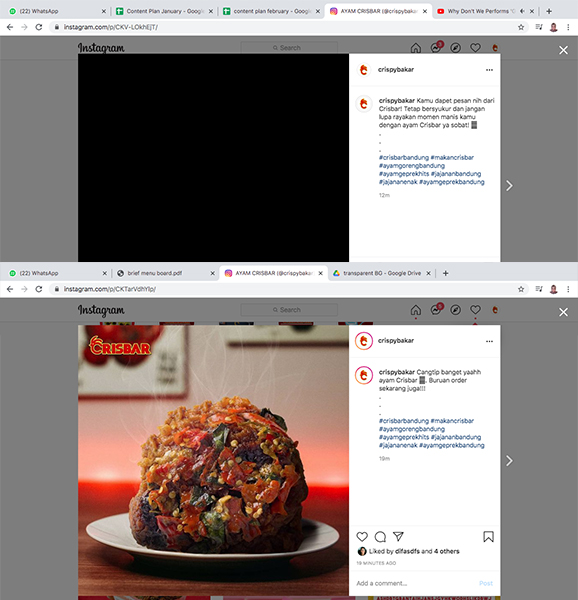 (22) WhatsApp
Content Plan January - Google
content plan february - Google
AYAM CRISBAR (@crispybakar
Why Don't We Performs "
instagram.com/p/CKV-LOkhEjT/
Instagram
Search
crispybakar
crispybakar Kamu dapet pesan nih dari
Crisbar! Tetap bersyukur dan jangan
lupa rayakan momen manis kamu
dengan ayam Crisbar ya sobat!
.
.
.
#crisbarbandung #makancrisbar
#ayamgorengbandung
#ayamgeprekhits #jajananbandung
#jajananenak #ayamgeprekbandung
12m
(22) WhatsApp
brief menu board.pdf
AYAM CRISBAR (@crispybakar
transparent BG - Google Drive
instagram.com/p/CKTarVdhYIp/
Instagram
Search
CRISBAR
crispybakar
crispybakar Cangtip banget yaahh
ayam Crisbar . Buruan order
sekarang juga!!!
.
.
.
#crisbarbandung #makancrisbar
#ayamgorengbandung
#ayamgeprekhits #jajananbandung
#jajananenak #ayamgeprekbandung
19m
Liked by difasdfs and 4 others
19 MINUTES AGO
Add a comment...
Post